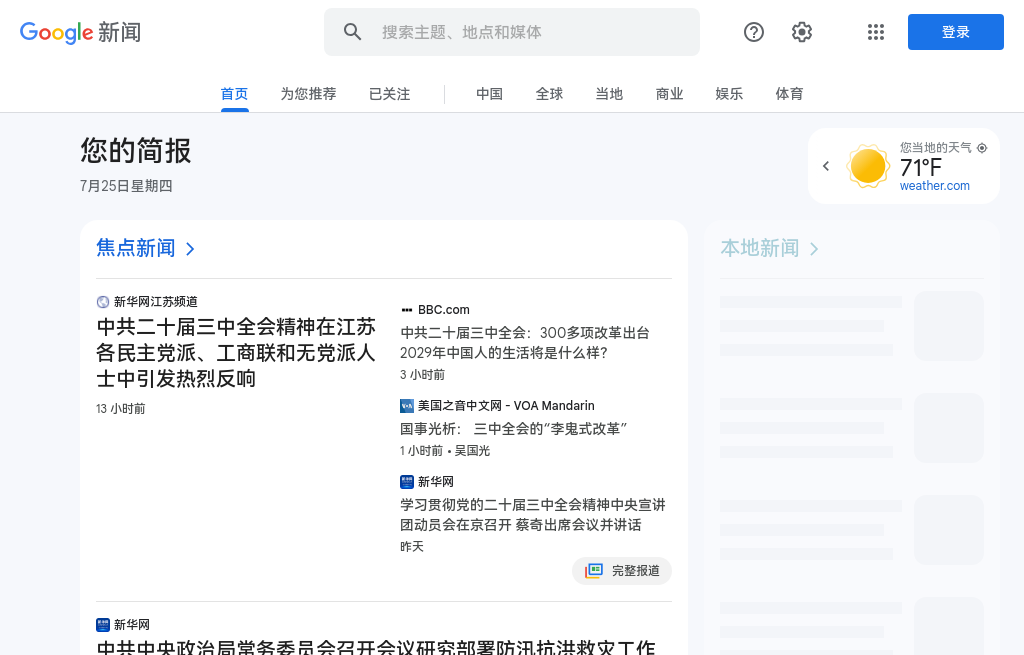 Google 新闻
搜索主题、地点和媒体
登录
首页 为您推荐 已关注 中国 全球 当地 商业 娱乐 体育
您的简报
7月25日星期四
您当地的天气
71°F
weather.com
焦点新闻
新华网江苏频道
中共二十届三中全会精神在江苏
各民主党派、工商联和无党派人
士中引发热烈反响
13 小时前
BBC.com
中共二十届三中全会：300多项改革出台
2029年中国人的生活将是什么样？
3 小时前
美国之音中文网 - VOA Mandarin
国事光析： 三中全会的“李鬼式改革”
1 小时前 • 吴国光
新华网
学习贯彻党的二十届三中全会精神中央宣讲
团动员会在京召开 蔡奇出席会议并讲话
昨天
完整报道
新华网
中共中央政治局常务委员会召开会议研究部署防汛抗洪救灾工作
本地新闻